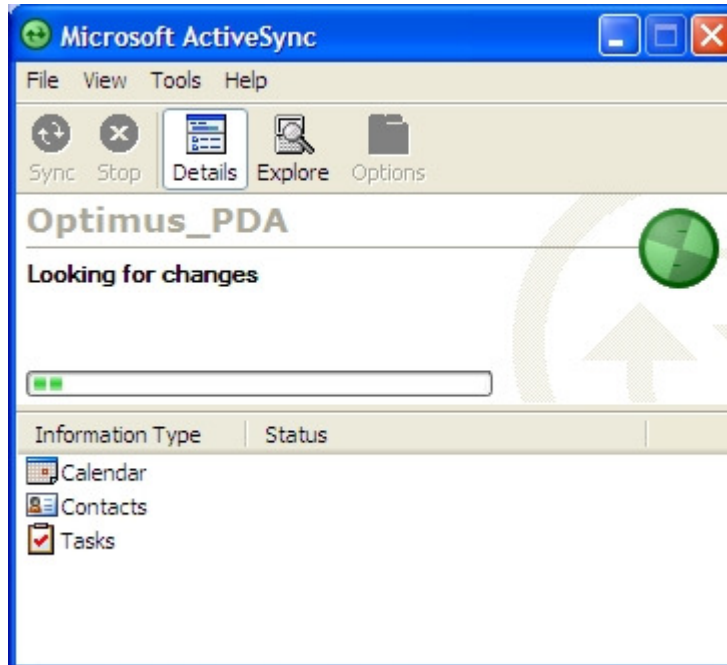 Microsoft ActiveSync
File View Tools Help
Sync Stop Details Explore Options
Optimus_PDA
Looking for changes
Information Type Status
Calendar
Contacts
Tasks